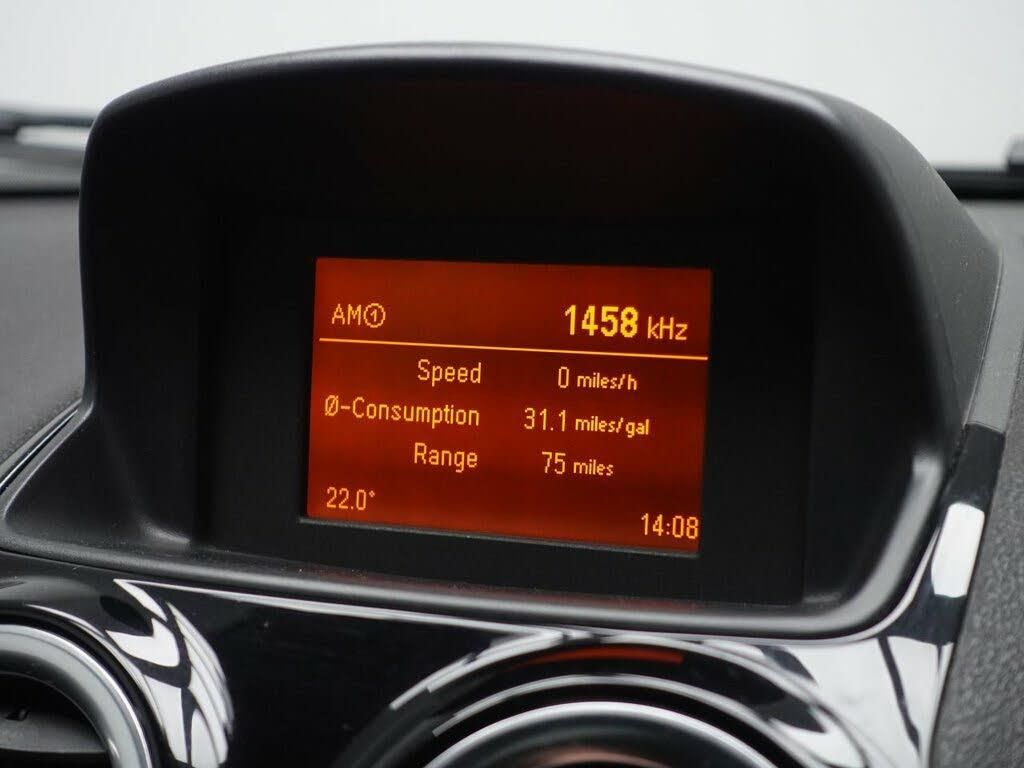 AM① 1458 kHz
Speed 0 miles/h
Ø-Consumption 31.1 miles/gal
Range 75 miles
22.0°
14:08